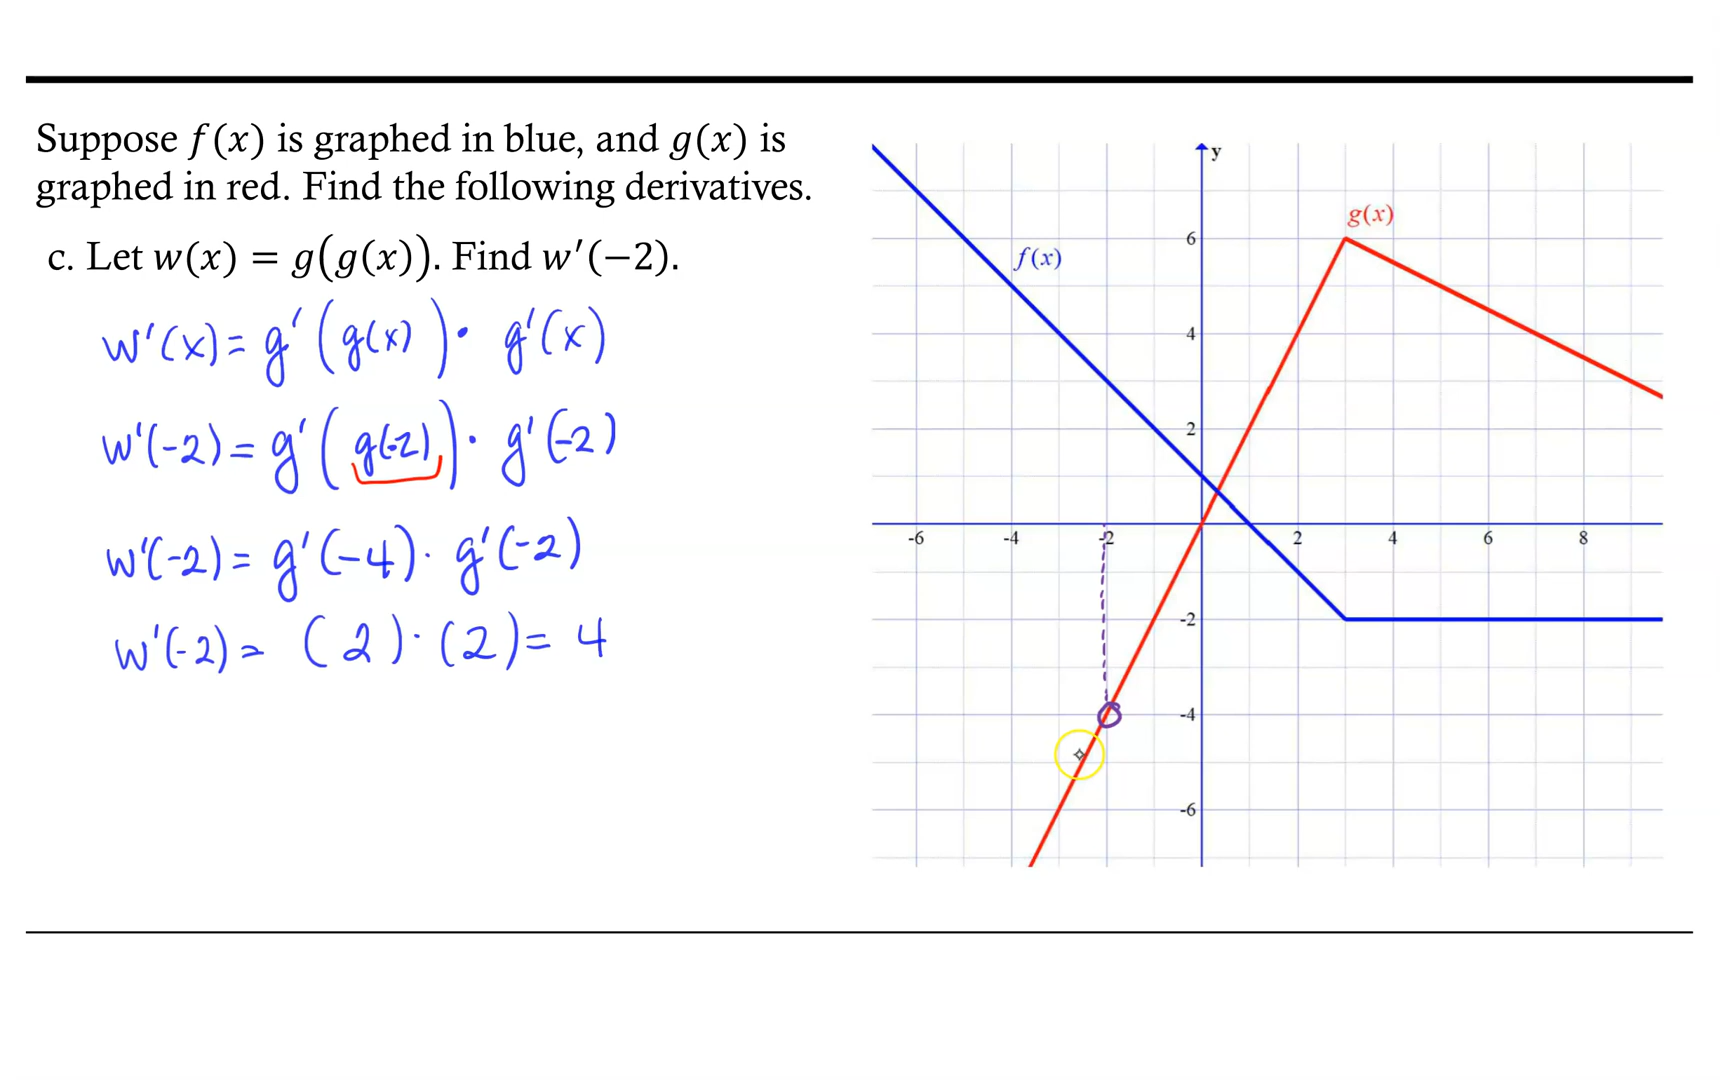 Suppose f(x) is graphed in blue, and g(x) is
graphed in red. Find the following derivatives.
c. Let w(x) = g(g(x)). Find w′(−2).
w'(x) = g'(g(x)) · g'(x)
w'(-2) = g'(g(-2)) · g'(-2)
w'(-2) = g'(-4) · g'(-2)
w'(-2) = (2) · (2) = 4
y
g(x)
6
f(x)
4
2
-6 -4 -2 2 4 6 8
-2
-4
-6